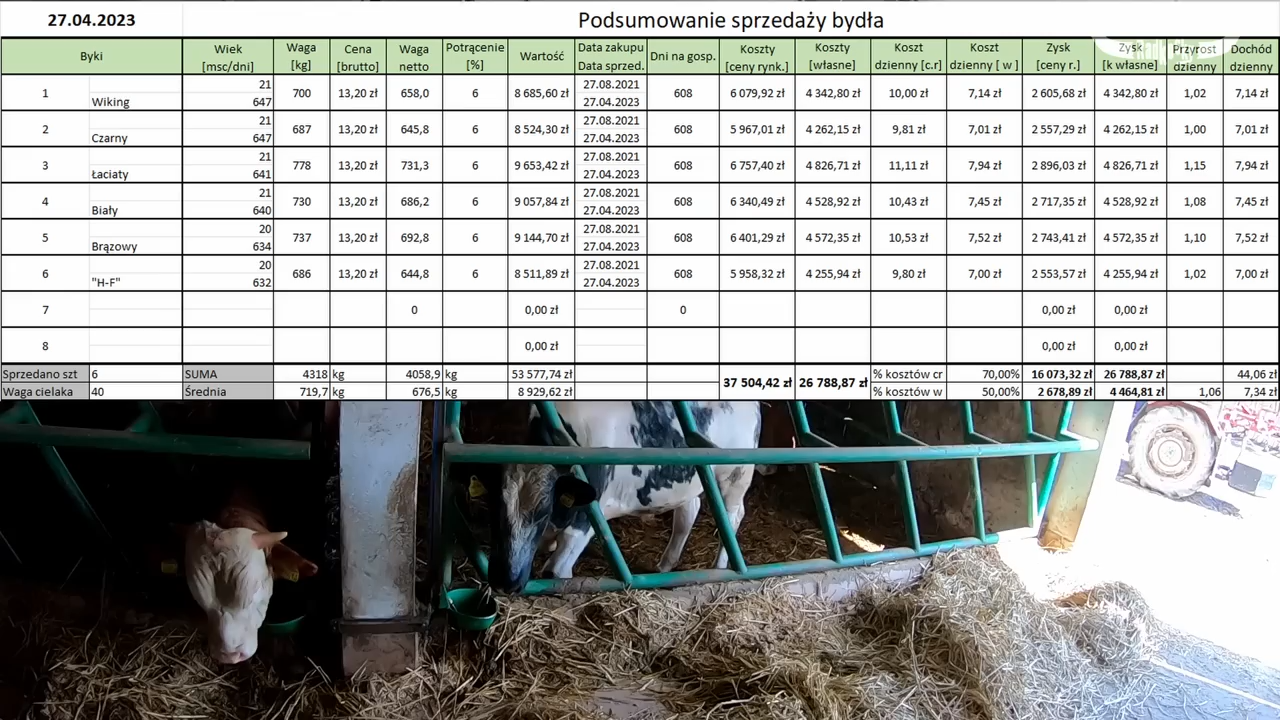 27.04.2023 Podsumowanie sprzedaży bydła
Byki Wiek [msc/dni] Waga [kg] Cena [brutto] Waga netto Potrącenie [%] Wartość Data zakupu Data sprzed. Dni na gosp. Koszty [ceny rynk.] Koszty [własne] Koszt dzienny [c.r] Koszt dzienny [ w ] Zysk [ceny r.] Zysk [k własne] Przyrost dzienny Dochód dzienny
1 Wiking 21 647 700 13,20 zł 658,0 6 8 685,60 zł 27.08.2021 27.04.2023 608 6 079,92 zł 4 342,80 zł 10,00 zł 7,14 zł 2 605,68 zł 4 342,80 zł 1,02 7,14 zł
2 Czarny 21 647 687 13,20 zł 645,8 6 8 524,30 zł 27.08.2021 27.04.2023 608 5 967,01 zł 4 262,15 zł 9,81 zł 7,01 zł 2 557,29 zł 4 262,15 zł 1,00 7,01 zł
3 Łaciaty 21 641 778 13,20 zł 731,3 6 9 653,42 zł 27.08.2021 27.04.2023 608 6 757,40 zł 4 826,71 zł 11,11 zł 7,94 zł 2 896,03 zł 4 826,71 zł 1,15 7,94 zł
4 Biały 21 640 730 13,20 zł 686,2 6 9 057,84 zł 27.08.2021 27.04.2023 608 6 340,49 zł 4 528,92 zł 10,43 zł 7,45 zł 2 717,35 zł 4 528,92 zł 1,08 7,45 zł
5 Brązowy 20 634 737 13,20 zł 692,8 6 9 144,70 zł 27.08.2021 27.04.2023 608 6 401,29 zł 4 572,35 zł 10,53 zł 7,52 zł 2 743,41 zł 4 572,35 zł 1,10 7,52 zł
6 "H-F" 20 632 686 13,20 zł 644,8 6 8 511,89 zł 27.08.2021 27.04.2023 608 5 958,32 zł 4 255,94 zł 9,80 zł 7,00 zł 2 553,57 zł 4 255,94 zł 1,02 7,00 zł
7 0 0,00 zł 0 0,00 zł 0,00 zł
8 0,00 zł 0,00 zł 0,00 zł
Sprzedano szt 6 SUMA 4318 kg 4058,9 kg 53 577,74 zł 37 504,42 zł 26 788,87 zł % kosztów cr 70,00% 16 073,32 zł 26 788,87 zł 44,06 zł
Waga cielaka 40 Średnia 719,7 kg 676,5 kg 8 929,62 zł % kosztów w 50,00% 2 678,89 zł 4 464,81 zł 1,06 7,34 zł